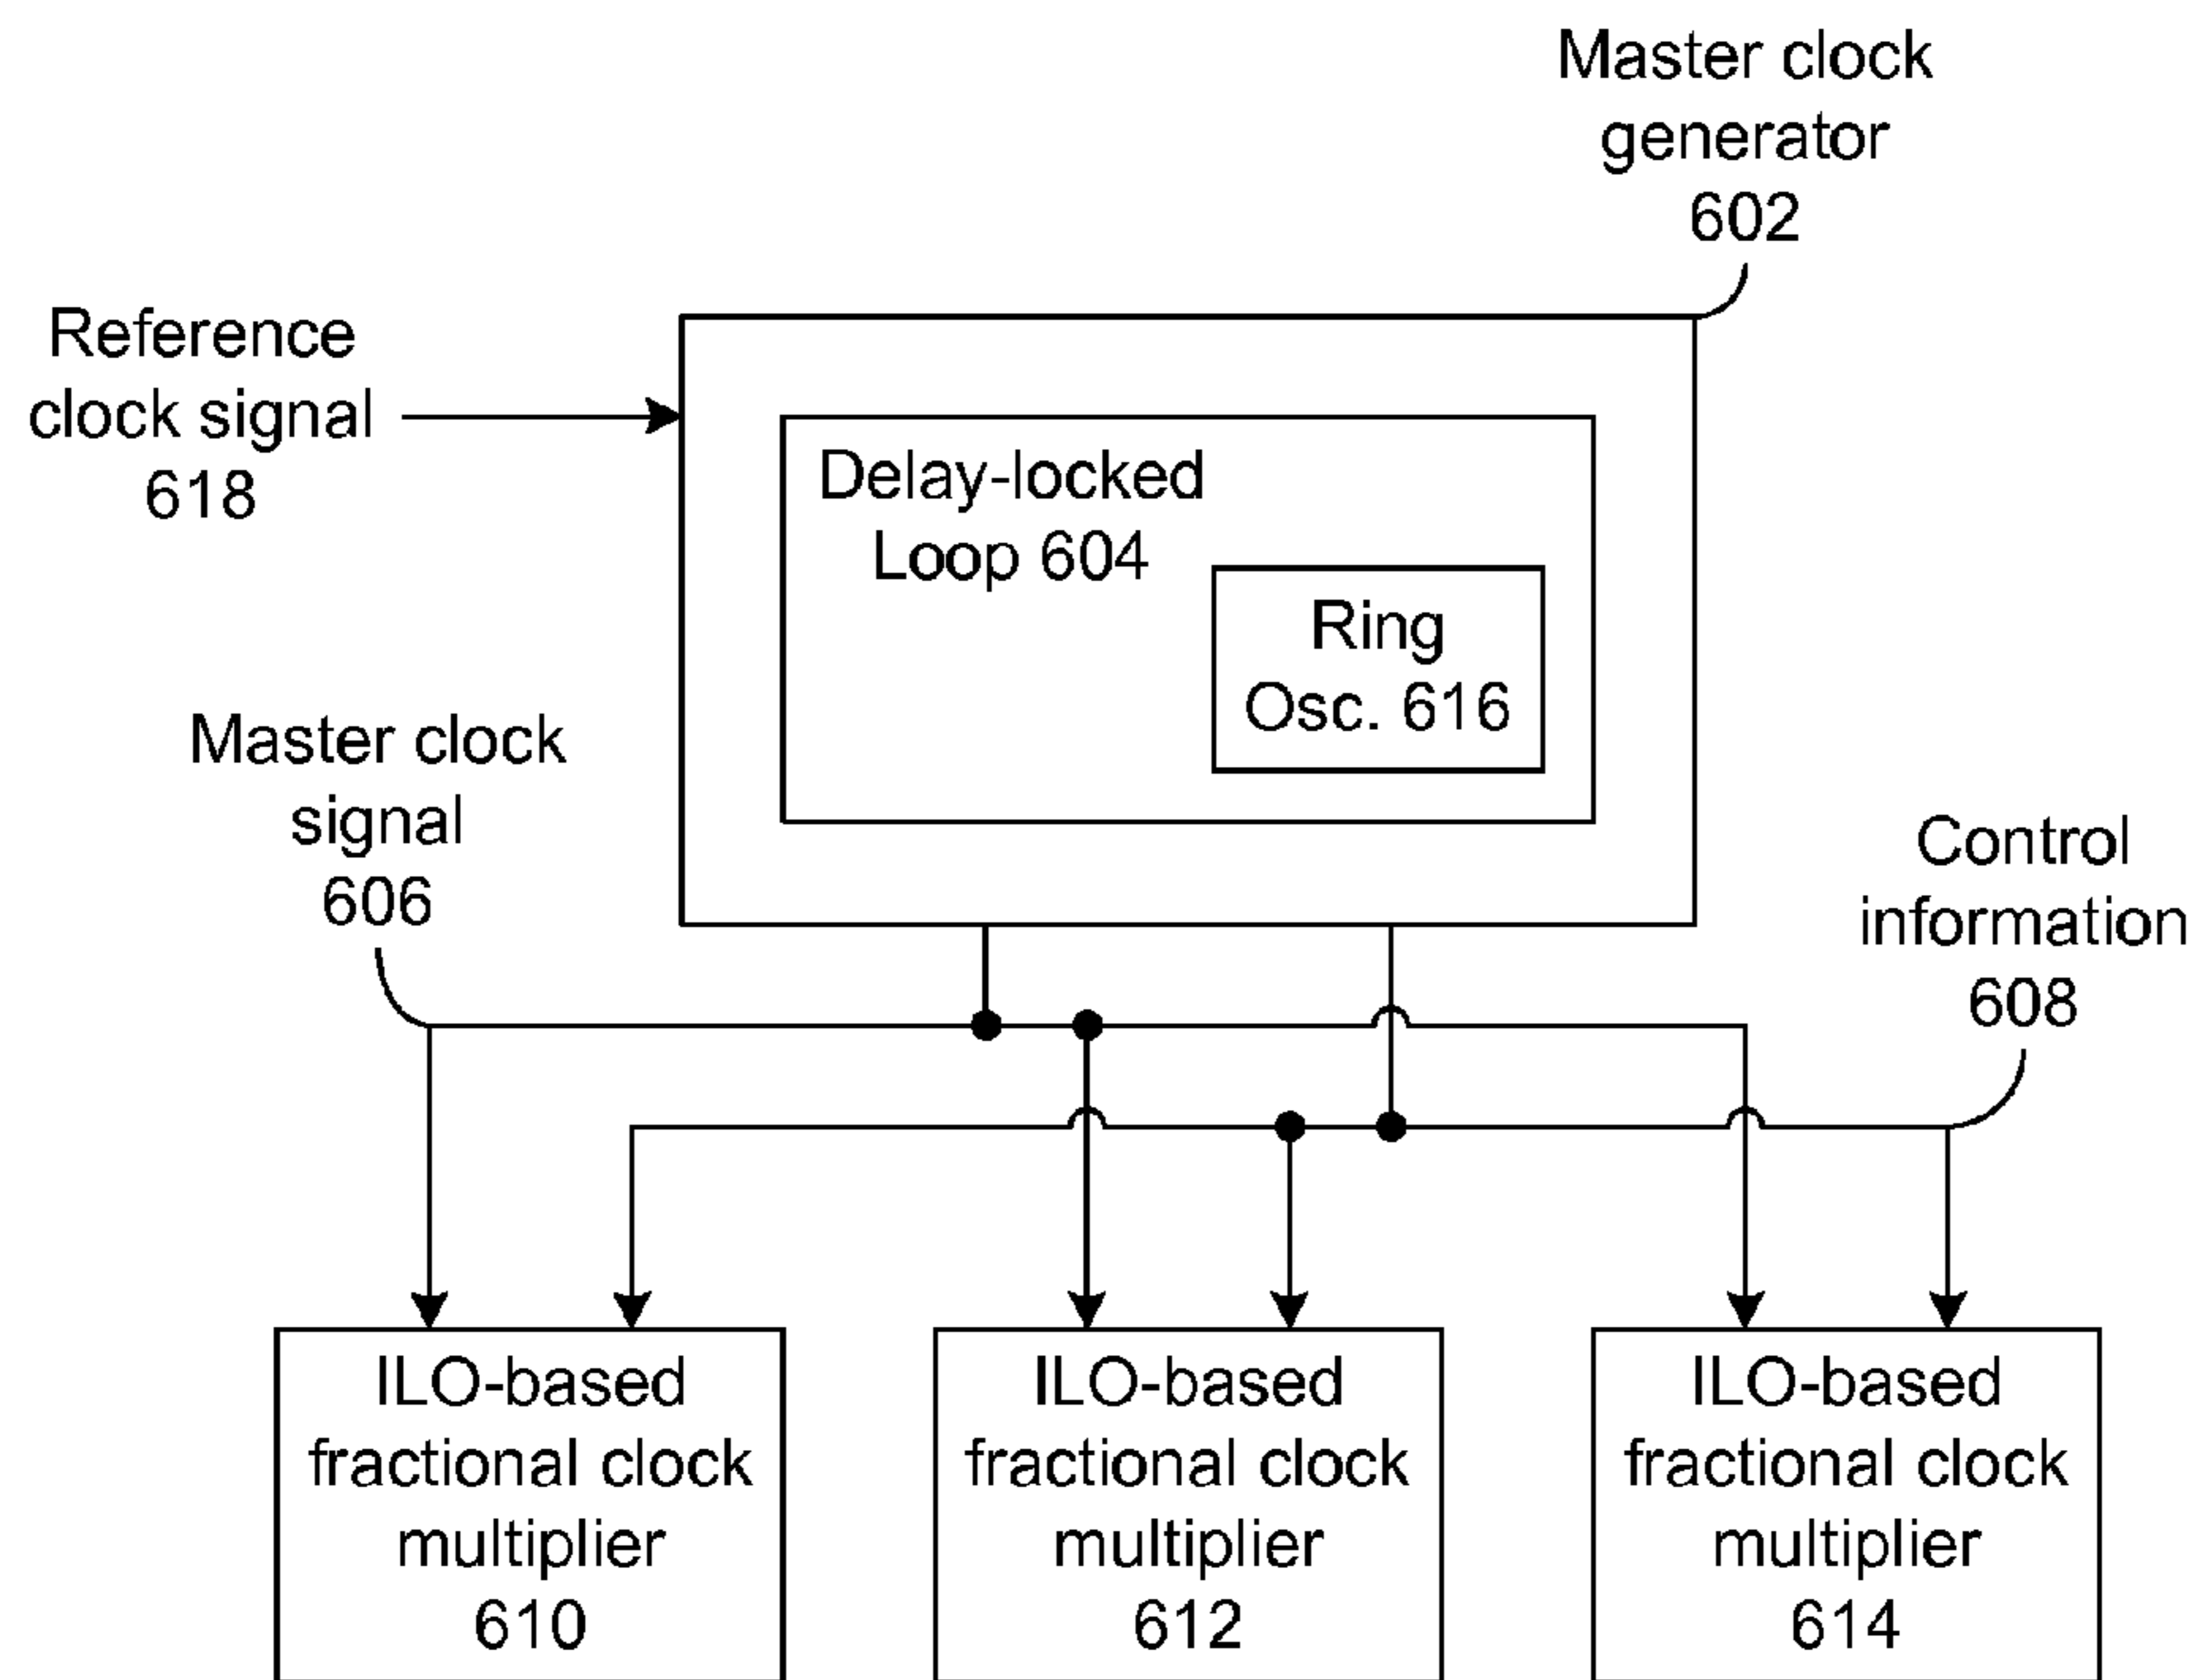 Master clock
generator
602
Reference
clock signal
618
Delay-locked
Loop 604
Ring
Osc. 616
Master clock
signal
606
Control
information
608
ILO-based
fractional clock
multiplier
610
ILO-based
fractional clock
multiplier
612
ILO-based
fractional clock
multiplier
614